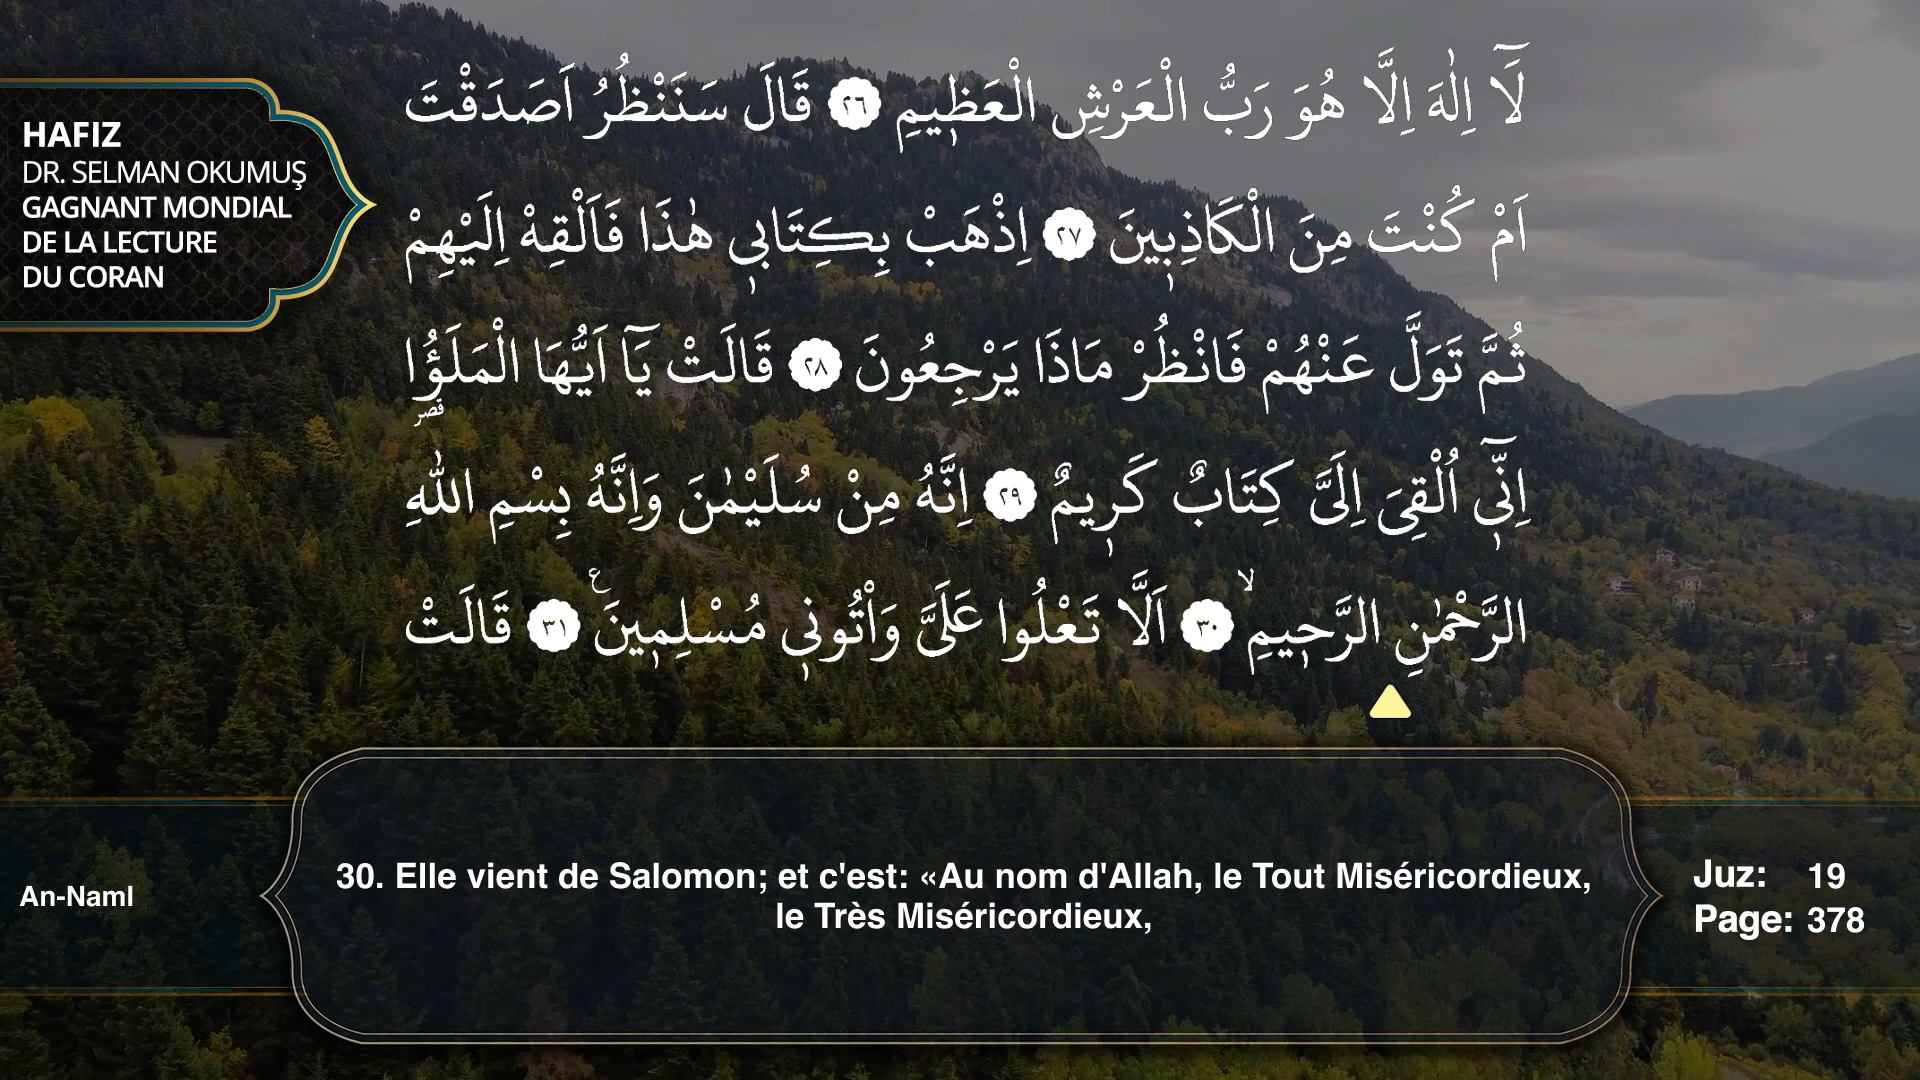 HAFIZ
DR. SELMAN OKUMUŞ
GAGNANT MONDIAL
DE LA LECTURE
DU CORAN
لَٓا اِلٰهَ اِلَّا هُوَ رَبُّ الْعَرْشِ الْعَظ۪يمِ ﴿٢٦﴾ قَالَ سَنَنْظُرُ اَصَدَقْتَ
اَمْ كُنْتَ مِنَ الْكَاذِب۪ينَ ﴿٢٧﴾ اِذْهَبْ بِكِتَاب۪ي هٰذَا فَاَلْقِهْ اِلَيْهِمْ
ثُمَّ تَوَلَّ عَنْهُمْ فَانْظُرْ مَاذَا يَرْجِعُونَ ﴿٢٨﴾ قَالَتْ يَٓا اَيُّهَا الْمَلَؤُ۬ا
قصر
اِنّ۪ٓي اُلْقِيَ اِلَيَّ كِتَابٌ كَر۪يمٌ ﴿٢٩﴾ اِنَّهُ مِنْ سُلَيْمٰنَ وَاِنَّهُ بِسْمِ اللّٰهِ
الرَّحْمٰنِ الرَّح۪يمِۙ ﴿٣٠﴾ اَلَّا تَعْلُوا عَلَيَّ وَاْتُون۪ي مُسْلِم۪ينَ۟ ﴿٣١﴾ قَالَتْ
An-Naml
30. Elle vient de Salomon; et c'est: «Au nom d'Allah, le Tout Miséricordieux,
le Très Miséricordieux,
Juz: 19
Page: 378